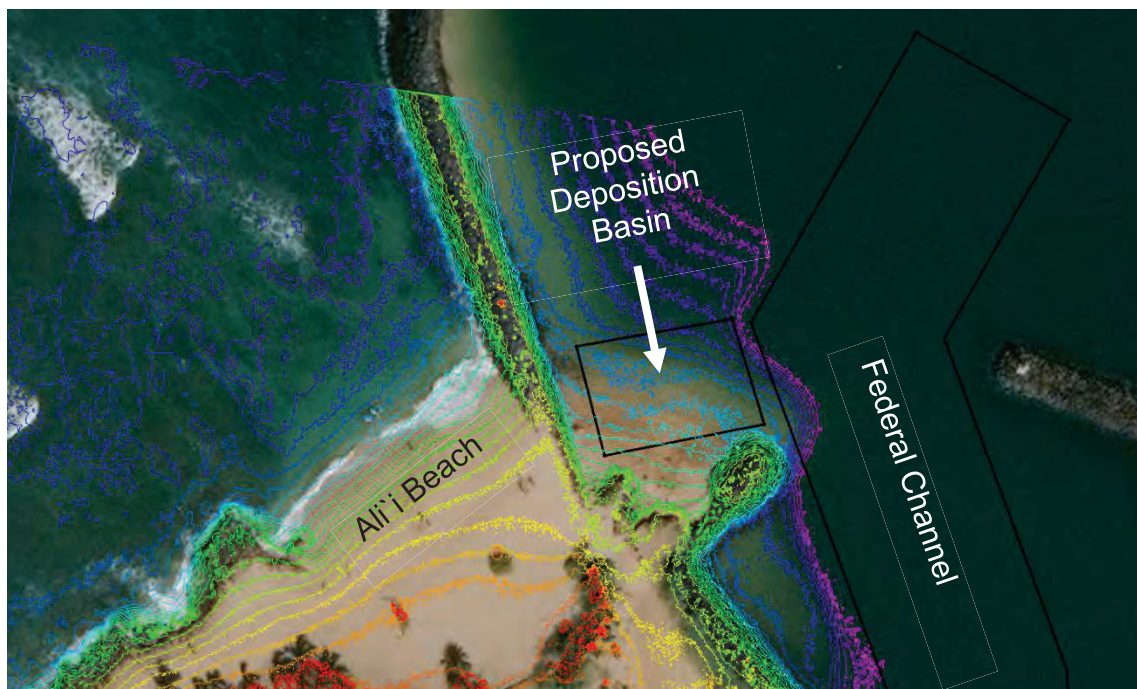 Proposed
Deposition
Basin
Ali`i Beach
Federal Channel